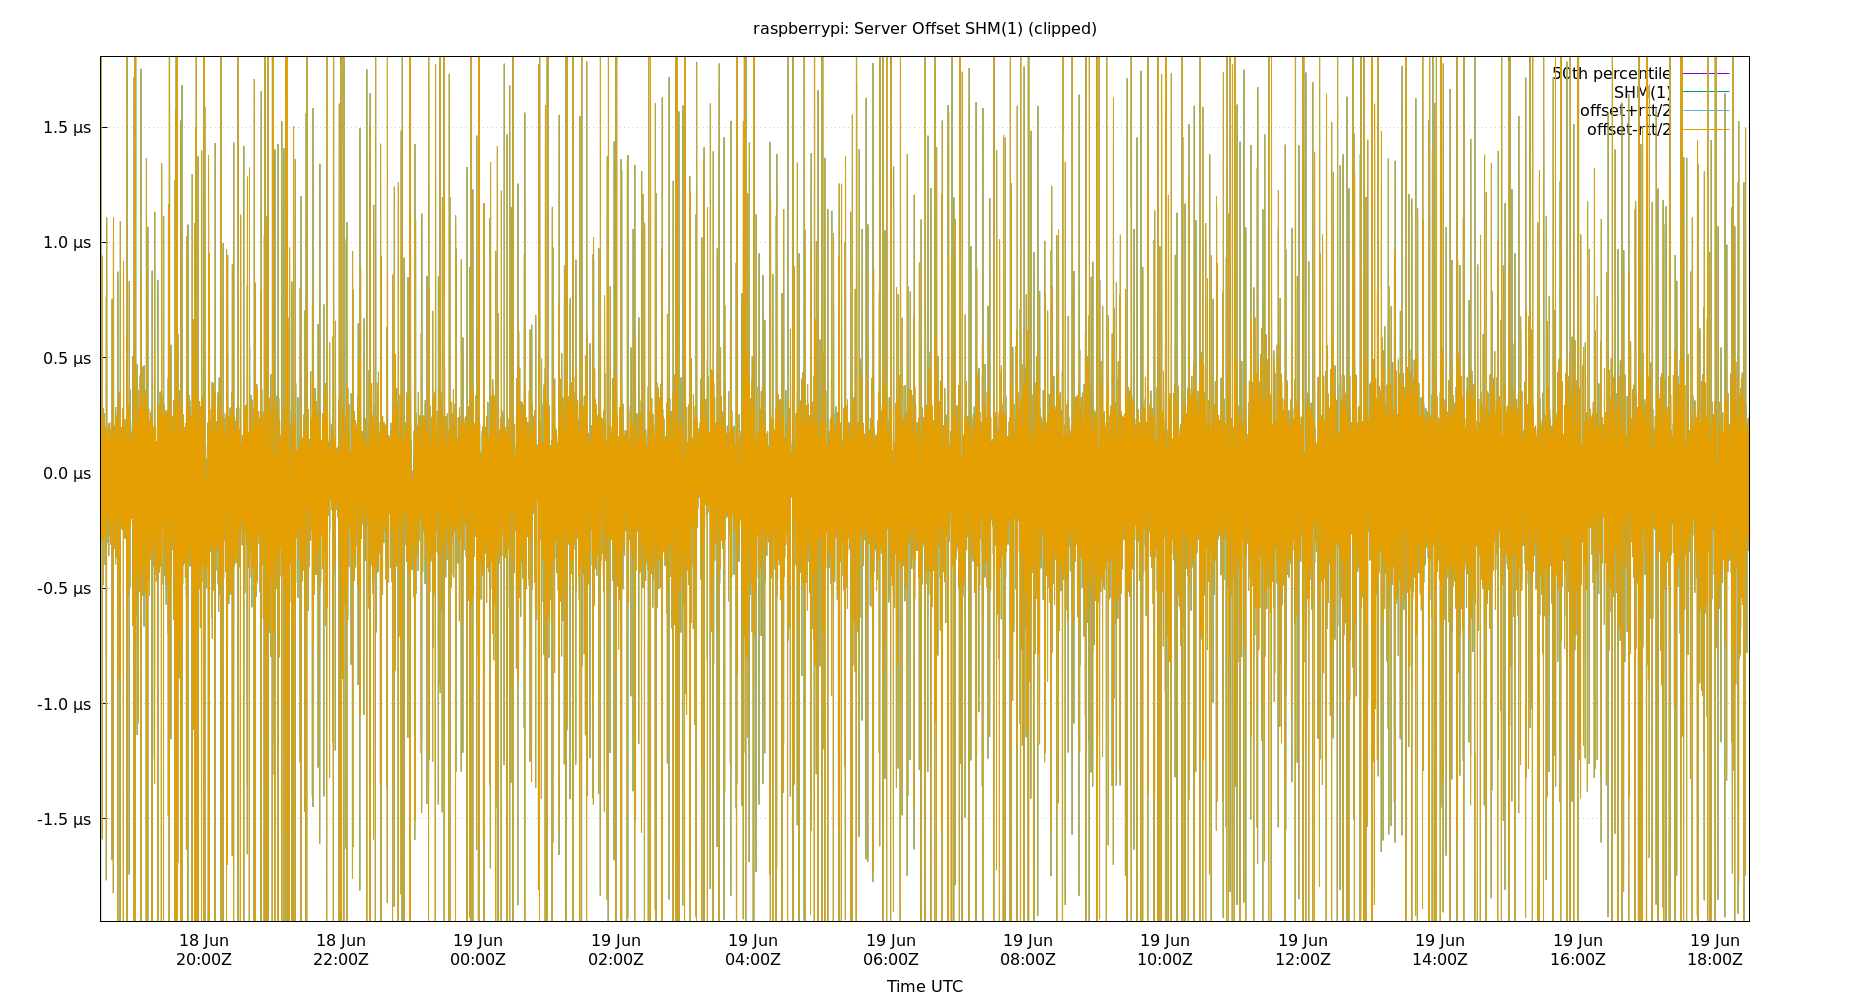 raspberrypi: Server Offset SHM(1) (clipped)
50th percentile
SHM(1)
offset+rtt/2
offset-rtt/2
1.5 µs
1.0 µs
0.5 µs
0.0 µs
-0.5 µs
-1.0 µs
-1.5 µs
18 Jun 18 Jun 19 Jun 19 Jun 19 Jun 19 Jun 19 Jun 19 Jun 19 Jun 19 Jun 19 Jun 19 Jun
20:00Z 22:00Z 00:00Z 02:00Z 04:00Z 06:00Z 08:00Z 10:00Z 12:00Z 14:00Z 16:00Z 18:00Z
Time UTC